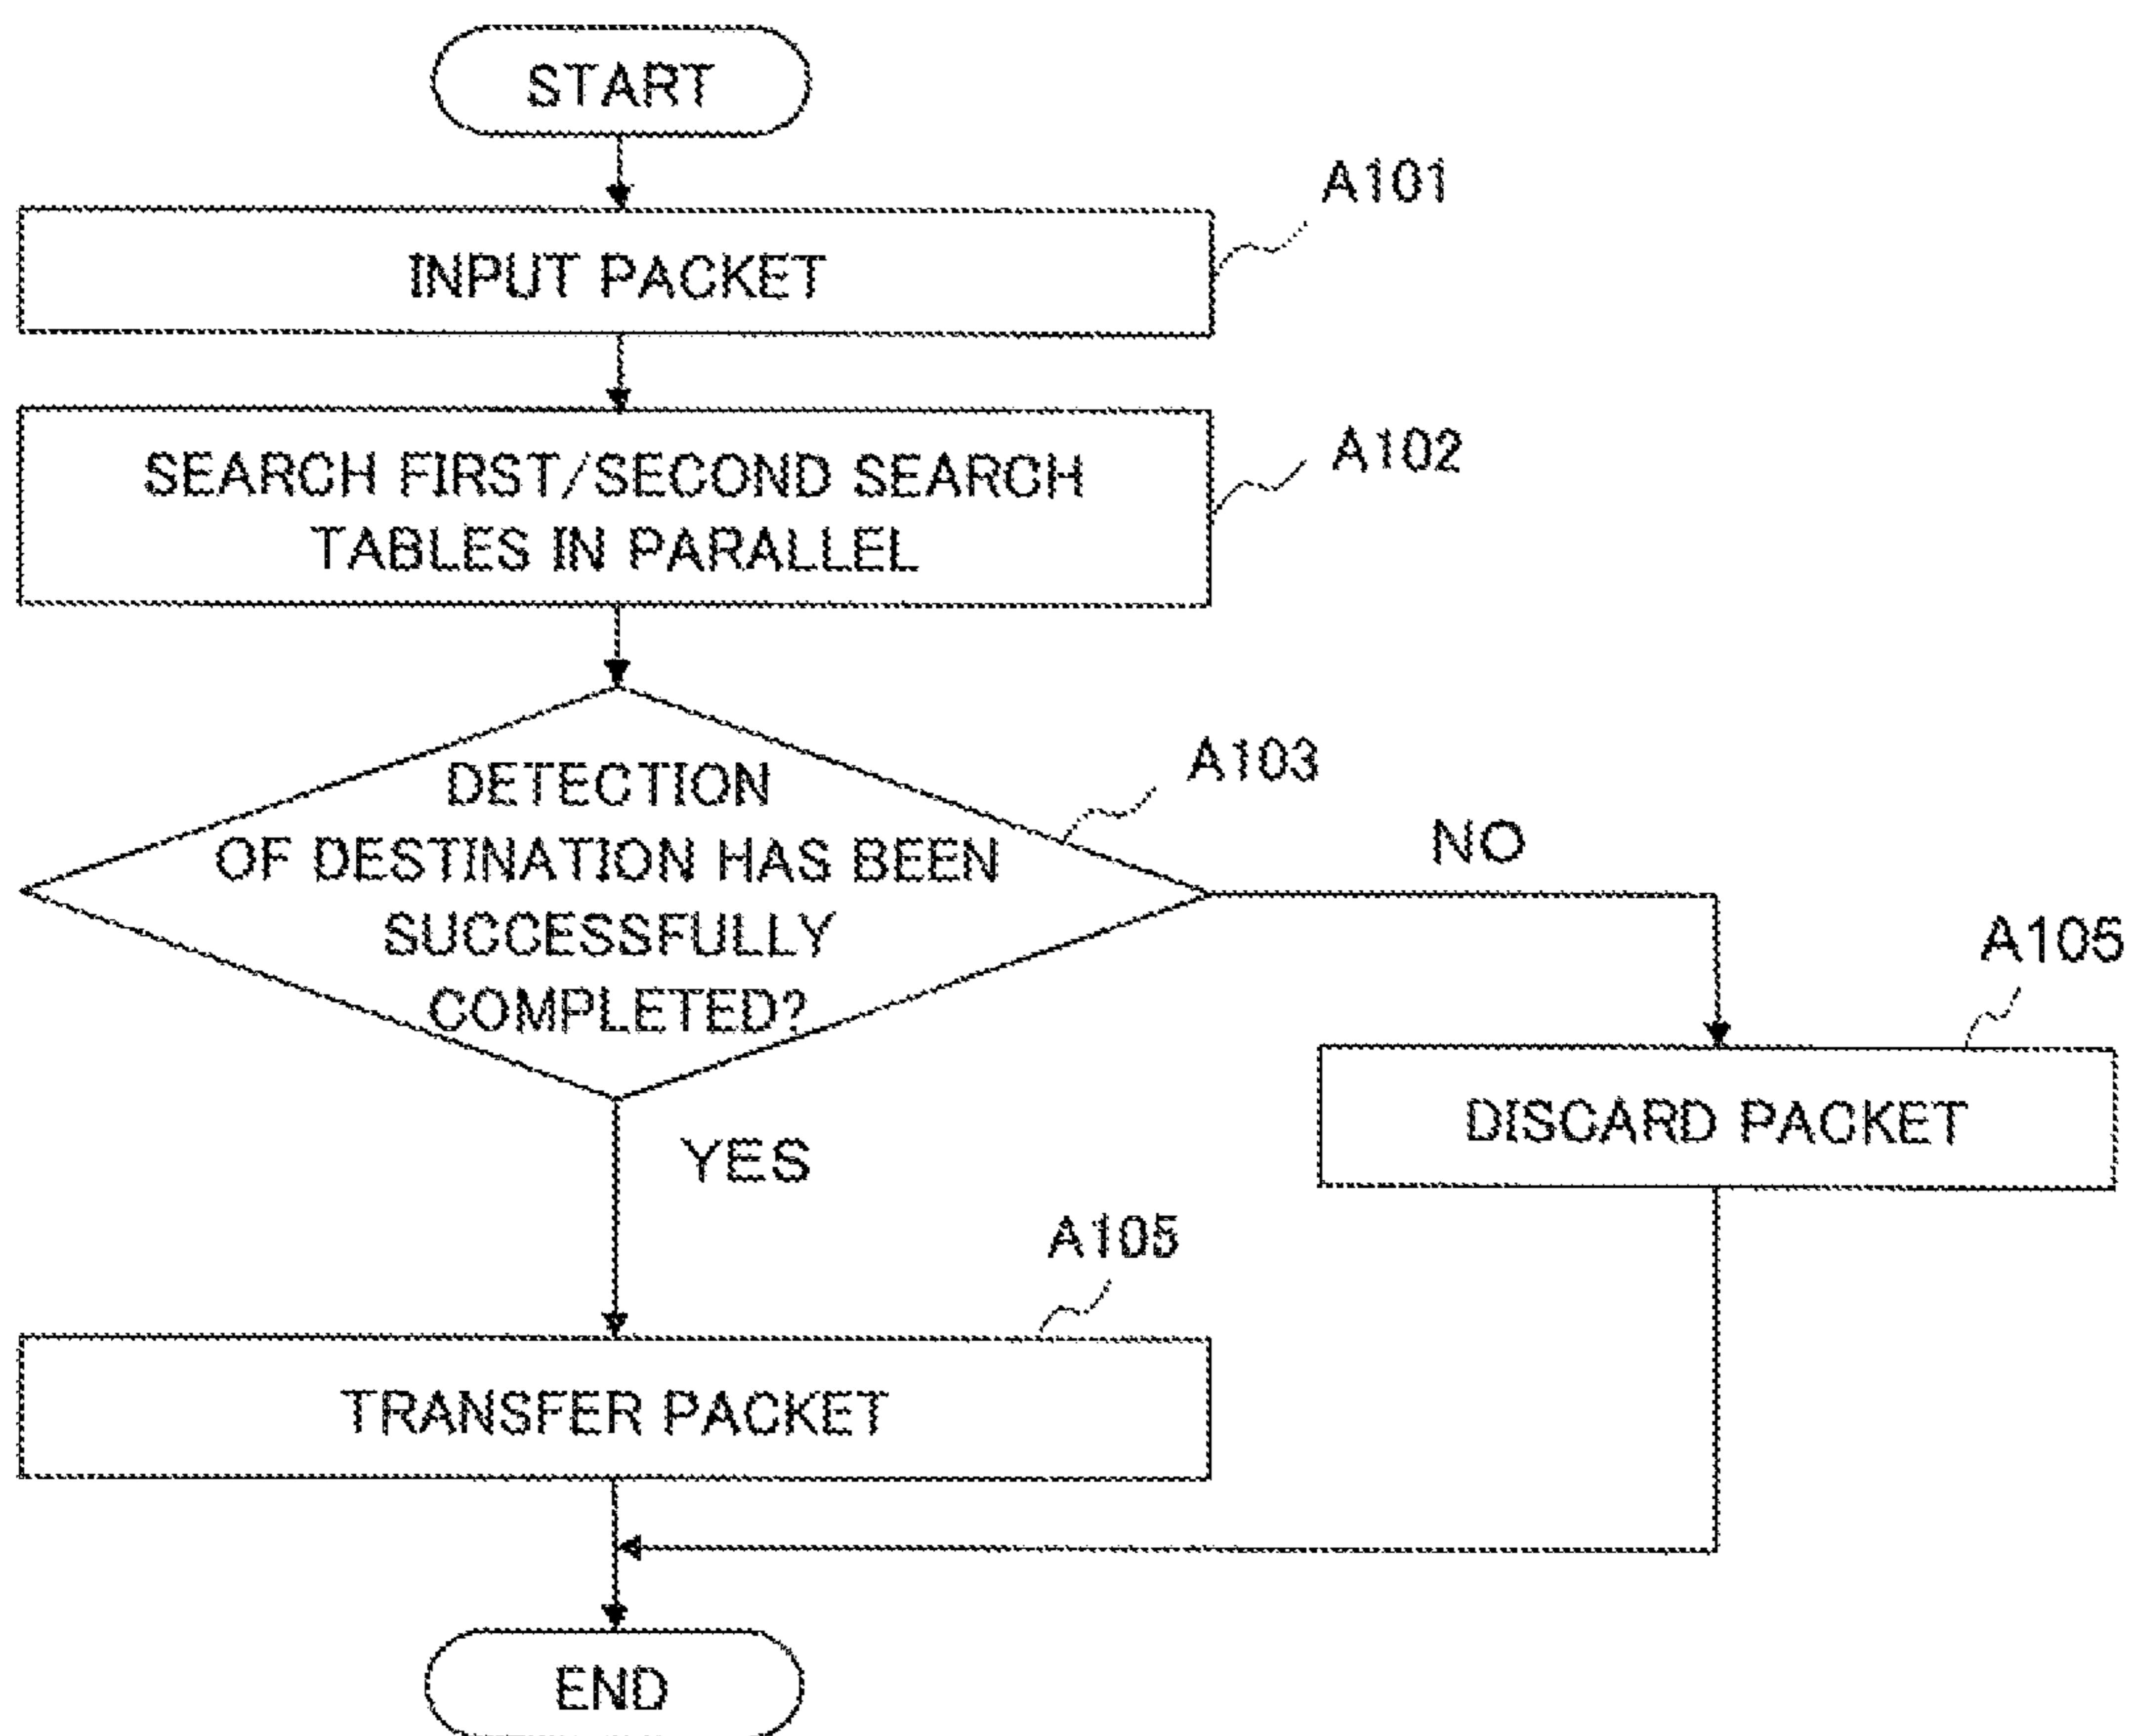 START
A101
INPUT PACKET
A102
SEARCH FIRST/SECOND SEARCH
TABLES IN PARALLEL
A103
DETECTION
OF DESTINATION HAS BEEN
SUCCESSFULLY
COMPLETED?
NO
A105
DISCARD PACKET
YES
A105
TRANSFER PACKET
END